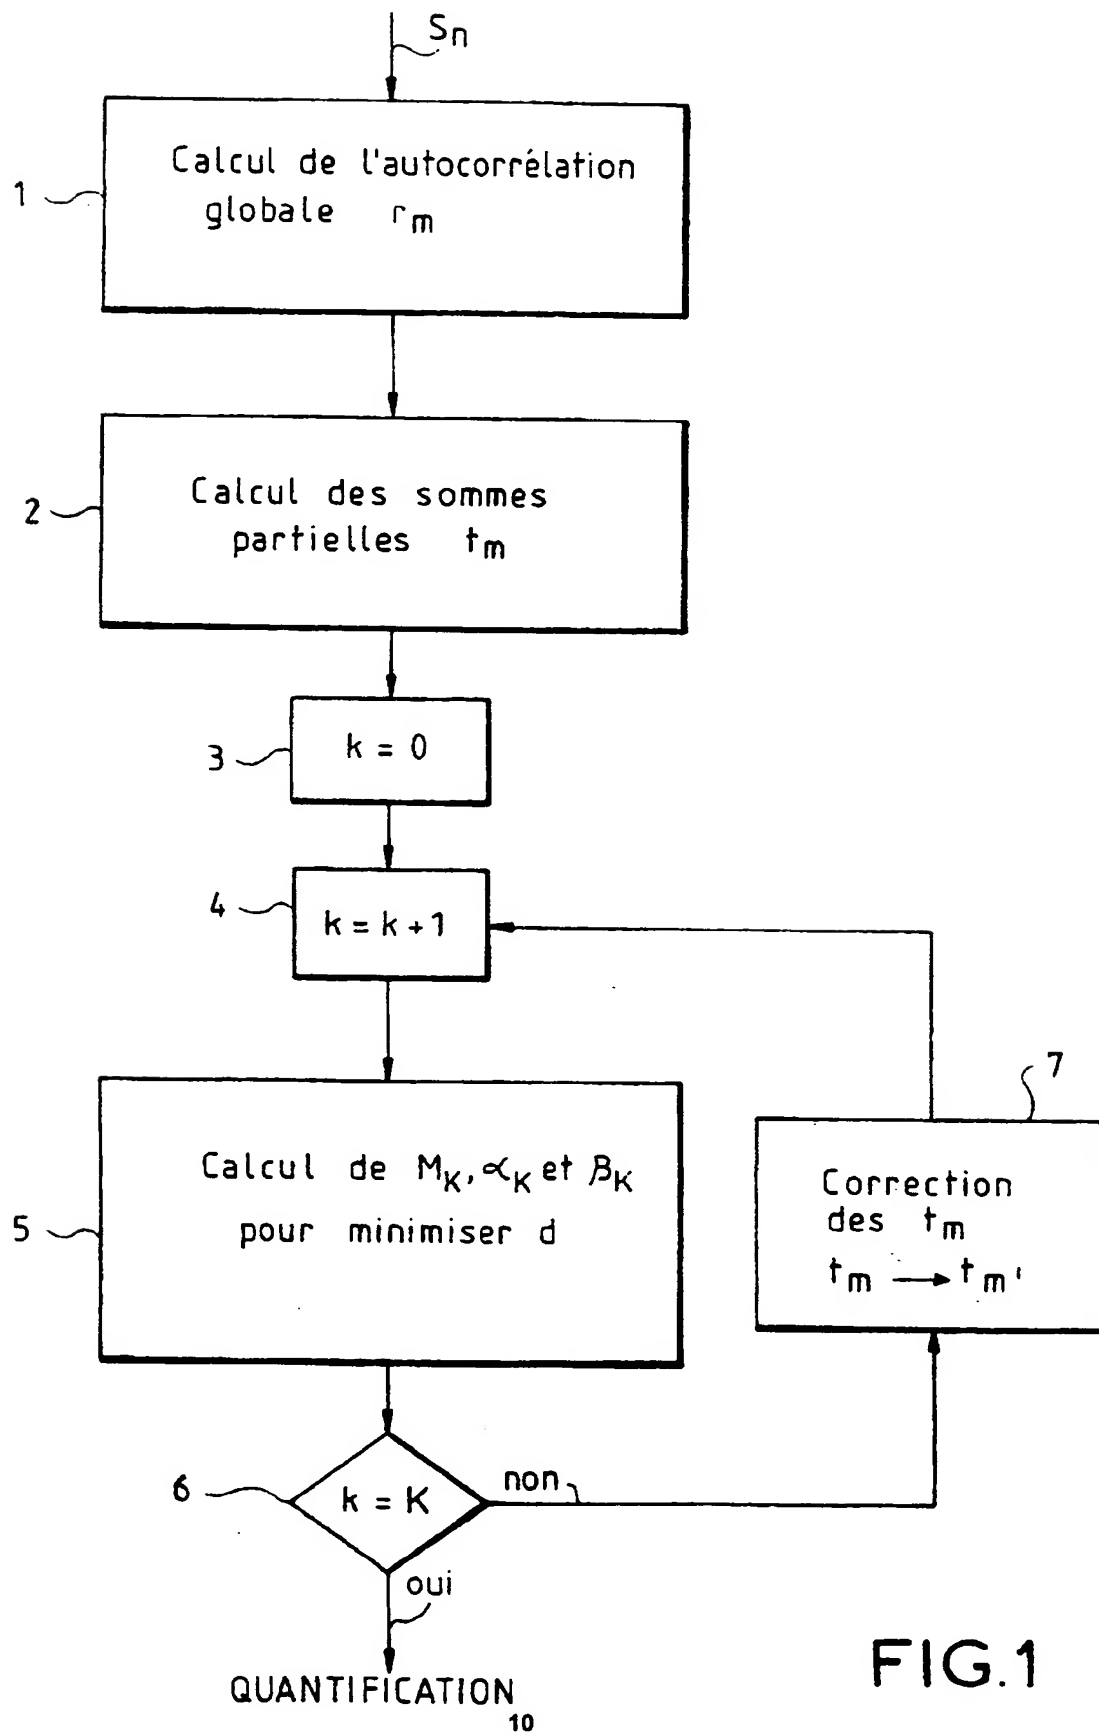 Sn
1
Calcul de l'autocorrélation
globale rm
2
Calcul des sommes
partielles tm
3
k = 0
4
k = k + 1
5
Calcul de MK, αK et βK
pour minimiser d
7
Correction
des tm
tm → tm'
6
k = K
non
oui
QUANTIFICATION
10
FIG.1